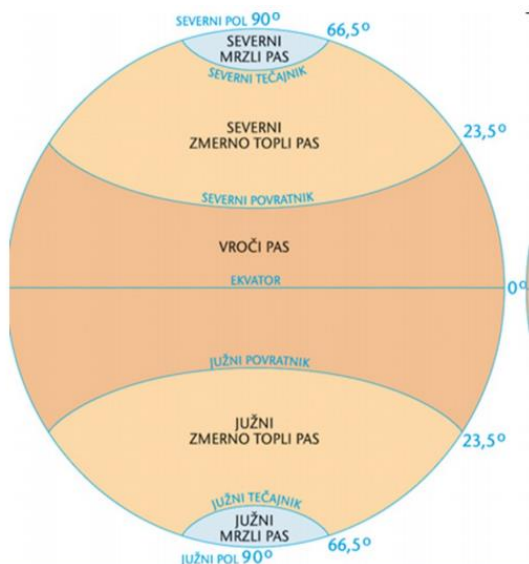 SEVERNI POL 90°
66,5°
SEVERNI
MRZLI PAS
SEVERNI TEČAJNIK
SEVERNI
ZMERNO TOPLI PAS
23,5°
SEVERNI POVRATNIK
VROČI PAS
EKVATOR
0°
JUŽNI POVRATNIK
JUŽNI
ZMERNO TOPLI PAS
23,5°
JUŽNI TEČAJNIK
JUŽNI
MRZLI PAS
66,5°
JUŽNI POL 90°